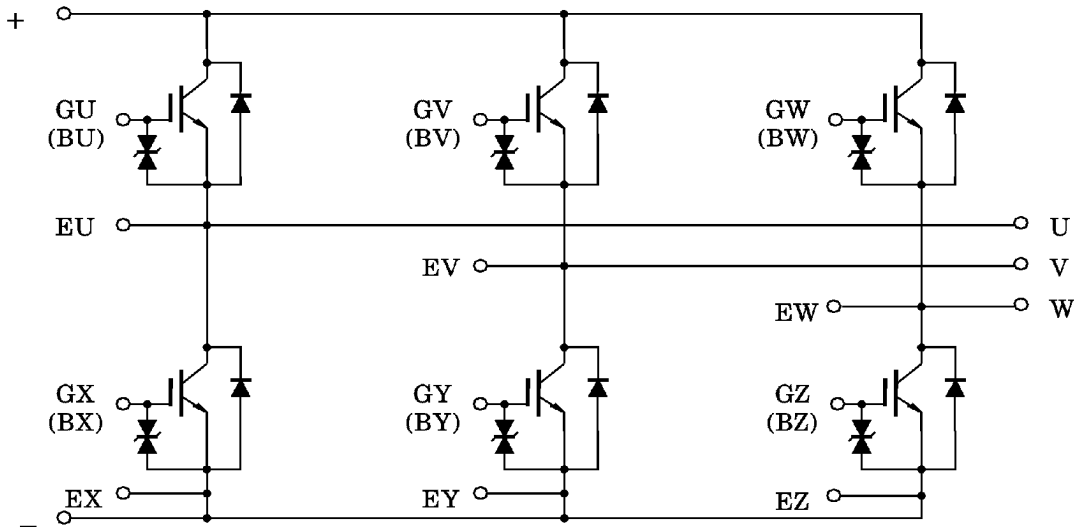 +
GU
(BU)
GV
(BV)
GW
(BW)
EU
U
EV
V
EW
W
GX
(BX)
GY
(BY)
GZ
(BZ)
EX
EY
EZ
−